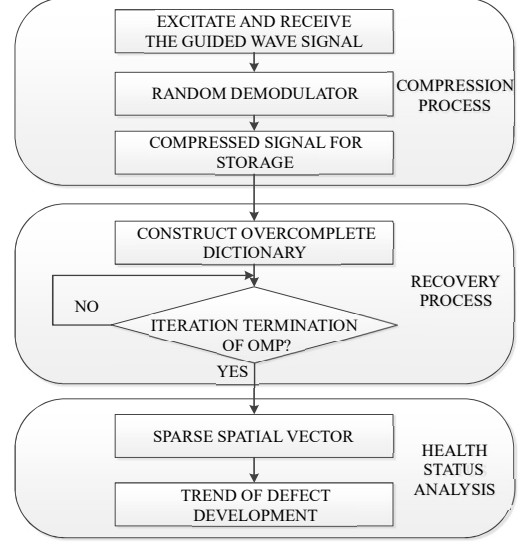 EXCITATE AND RECEIVE
THE GUIDED WAVE SIGNAL
RANDOM DEMODULATOR
COMPRESSION
PROCESS
COMPRESSED SIGNAL FOR
STORAGE
CONSTRUCT OVERCOMPLETE
DICTIONARY
RECOVERY
PROCESS
NO
ITERATION TERMINATION
OF OMP?
YES
SPARSE SPATIAL VECTOR
HEALTH
STATUS
ANALYSIS
TREND OF DEFECT
DEVELOPMENT